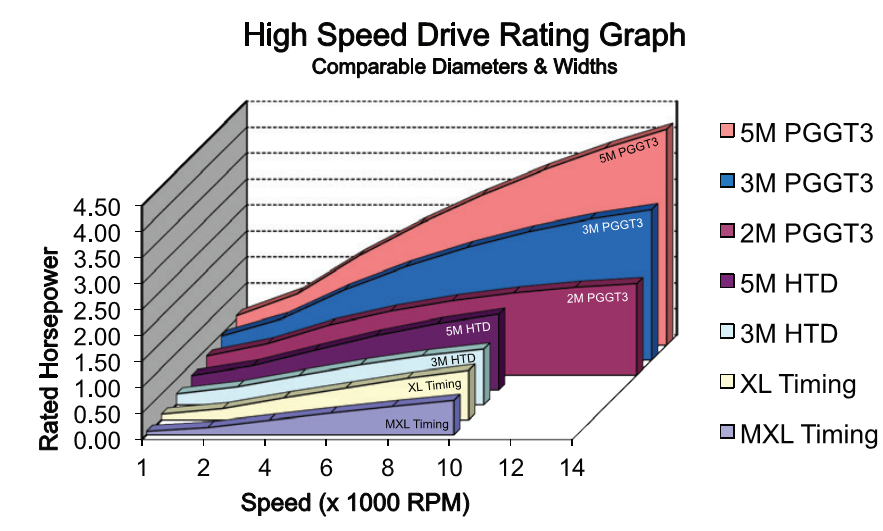 High Speed Drive Rating Graph
Comparable Diameters & Widths
5M PGGT3
3M PGGT3
2M PGGT3
5M HTD
3M HTD
XL Timing
MXL Timing
4.50
4.00
3.50
3.00
2.50
2.00
1.50
1.00
0.50
0.00
Rated Horsepower
1 2 4 6 8 10 12 14
Speed (x 1000 RPM)
5M PGGT3
3M PGGT3
2M PGGT3
5M HTD
3M HTD
XL Timing
MXL Timing